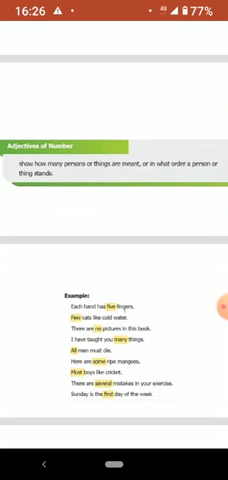 16:26
4G
77%
Adjectives of Number
show how many persons or things are meant, or in what order a person or
thing stands.
Example:
Each hand has five fingers.
Few cats like cold water.
There are no pictures in this book.
I have taught you many things.
All men must die.
Here are some ripe mangoes.
Most boys like cricket.
There are several mistakes in your exercise.
Sunday is the first day of the week